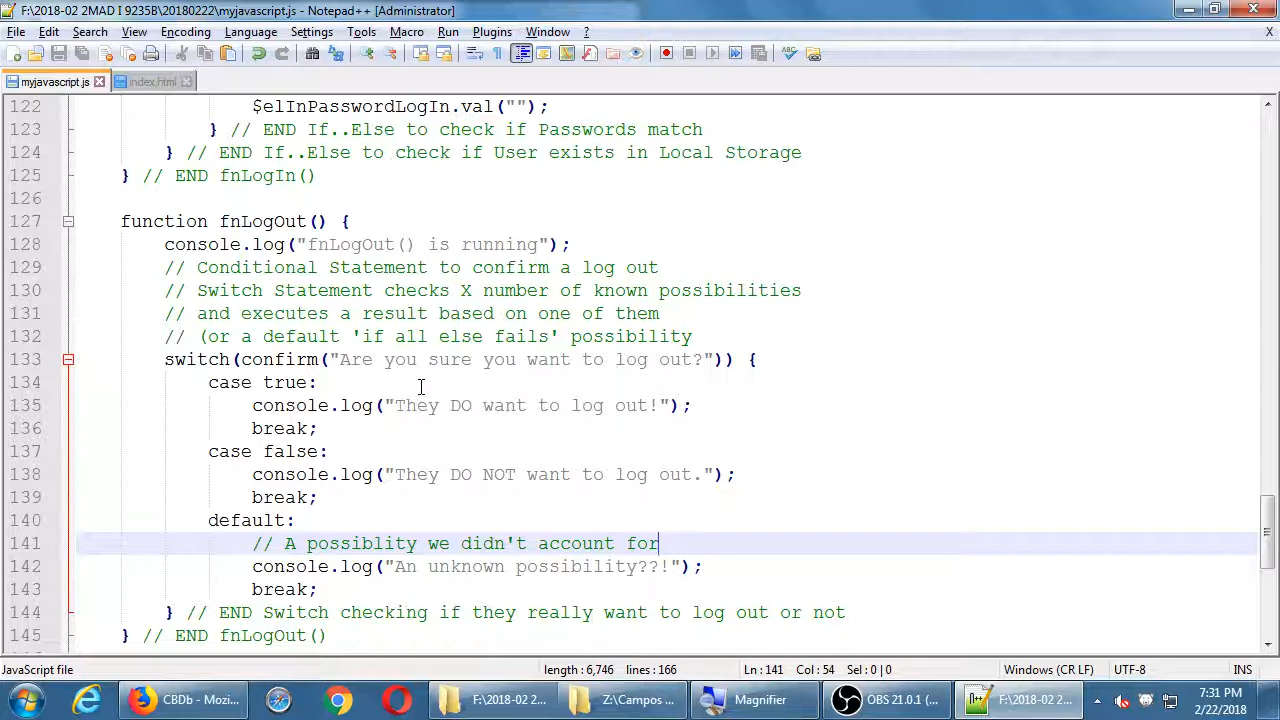 F:\2018-02 2MAD I 9235B\20180222\myjavascript.js - Notepad++ [Administrator]
File Edit Search View Encoding Language Settings Tools Macro Run Plugins Window ? X
myjavascript.js index.html
122 $elInPasswordLogIn.val("");
123 } // END If..Else to check if Passwords match
124 } // END If..Else to check if User exists in Local Storage
125 } // END fnLogIn()
126
127 function fnLogOut() {
128 console.log("fnLogOut() is running");
129 // Conditional Statement to confirm a log out
130 // Switch Statement checks X number of known possibilities
131 // and executes a result based on one of them
132 // (or a default 'if all else fails' possibility
133 switch(confirm("Are you sure you want to log out?")) {
134 case true:
135 console.log("They DO want to log out!");
136 break;
137 case false:
138 console.log("They DO NOT want to log out.");
139 break;
140 default:
141 // A possiblity we didn't account for
142 console.log("An unknown possibility??!");
143 break;
144 } // END Switch checking if they really want to log out or not
145 } // END fnLogOut()
JavaScript file length : 6,746 lines : 166 Ln : 141 Col : 54 Sel : 0 | 0 Windows (CR LF) UTF-8 INS
CBDb - Mozi... F:\2018-02 2... Z:\Campos ... Magnifier OBS 21.0.1 (... F:\2018-02 2... 7:31 PM
2/22/2018